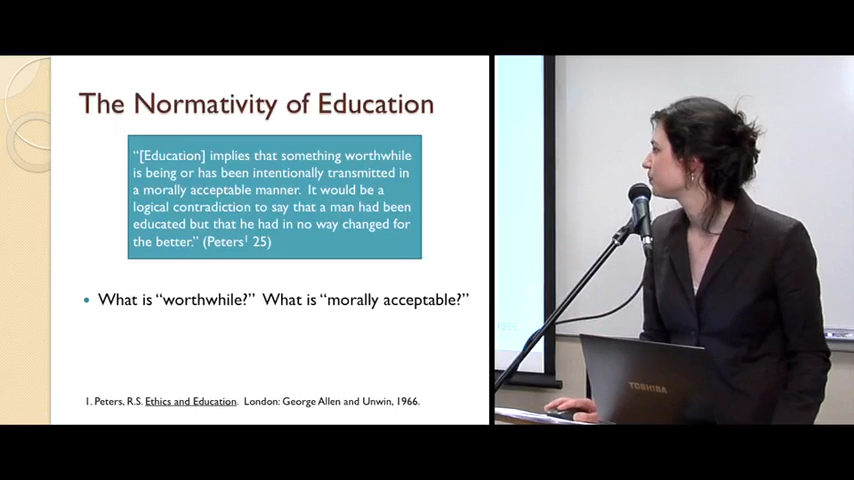 The Normativity of Education
“[Education] implies that something worthwhile
is being or has been intentionally transmitted in
a morally acceptable manner.  It would be a
logical contradiction to say that a man had been
educated but that he had in no way changed for
the better.” (Peters¹ 25)
• What is “worthwhile?”  What is “morally acceptable?”
1. Peters, R.S. Ethics and Education.  London: George Allen and Unwin, 1966.
1966.
TOSHIBA